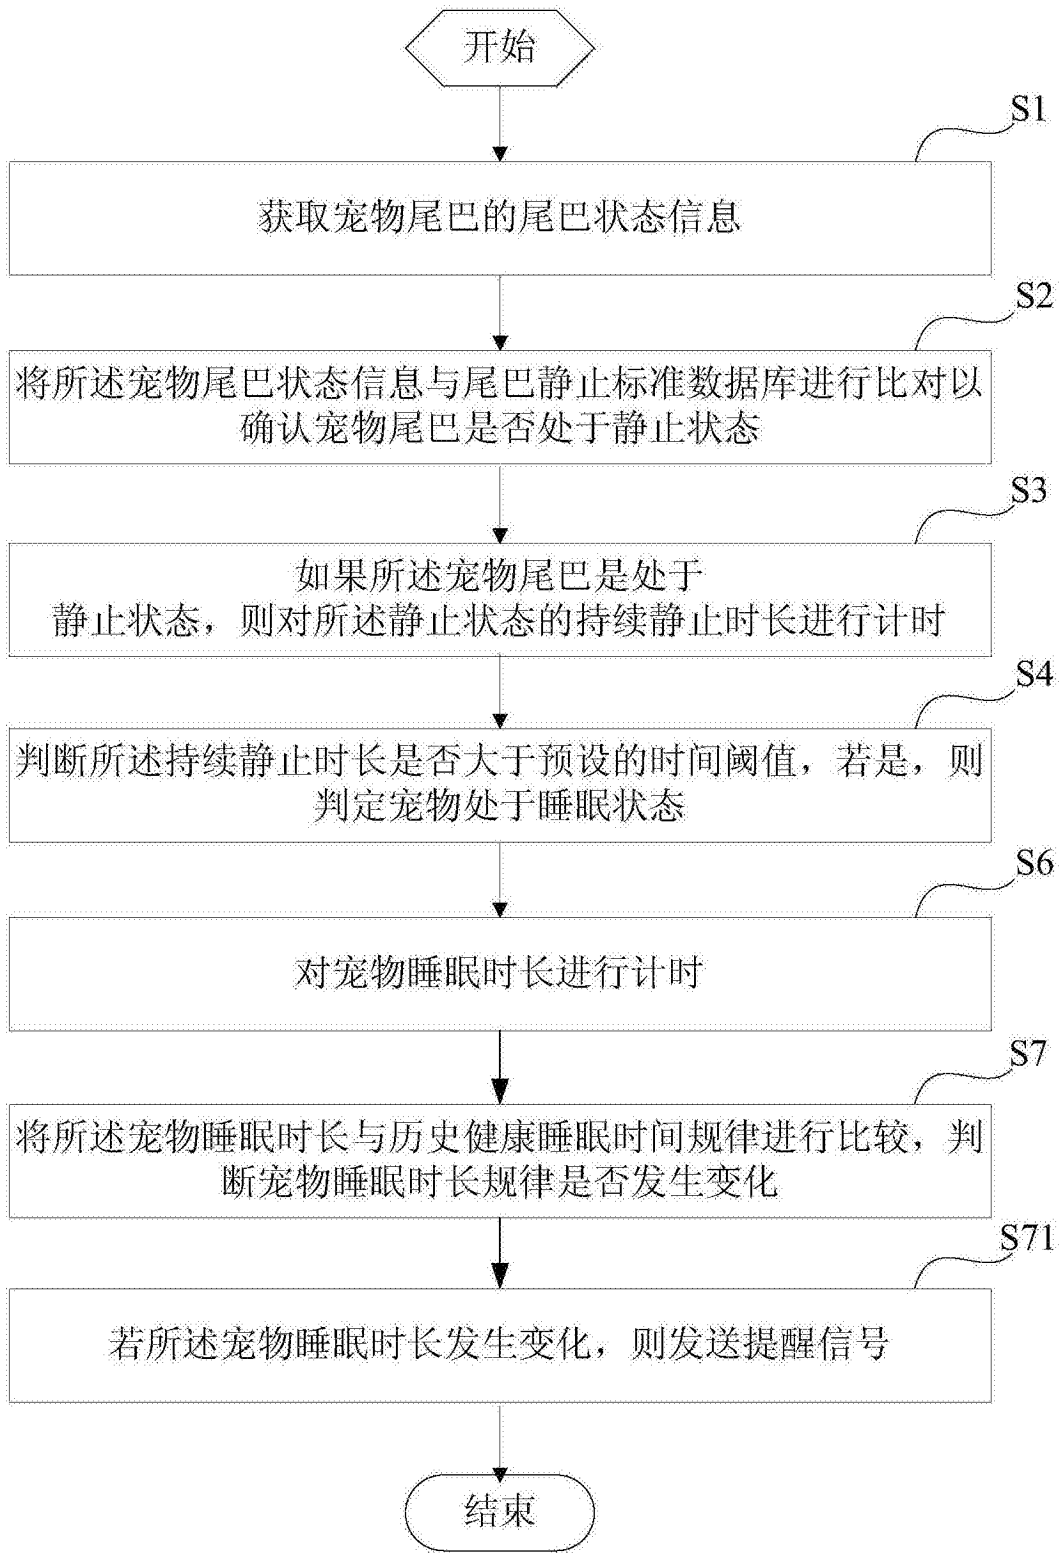 开始
S1
获取宠物尾巴的尾巴状态信息
S2
将所述宠物尾巴状态信息与尾巴静止标准数据库进行比对以
确认宠物尾巴是否处于静止状态
S3
如果所述宠物尾巴是处于
静止状态，则对所述静止状态的持续静止时长进行计时
S4
判断所述持续静止时长是否大于预设的时间阈值，若是，则
判定宠物处于睡眠状态
S6
对宠物睡眠时长进行计时
S7
将所述宠物睡眠时长与历史健康睡眠时间规律进行比较，判
断宠物睡眠时长规律是否发生变化
S71
若所述宠物睡眠时长发生变化，则发送提醒信号
结束